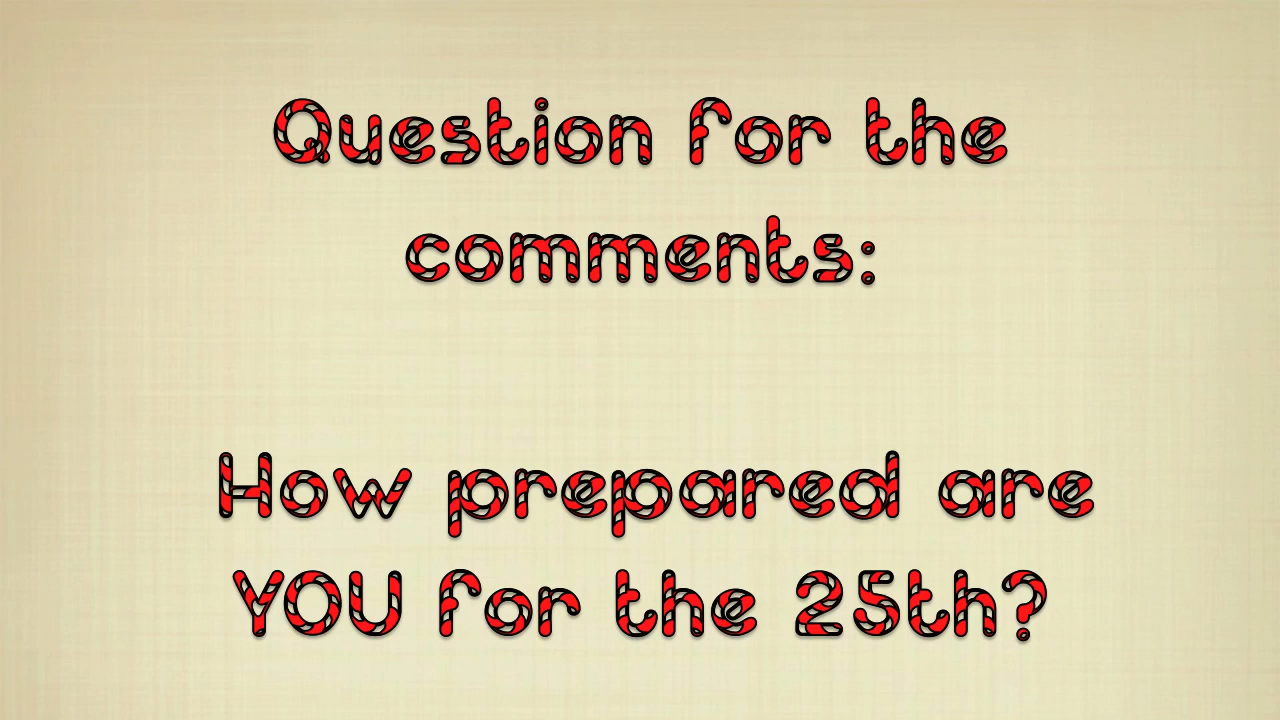 Question for the
comments:
How prepared are
YOU for the 25th?